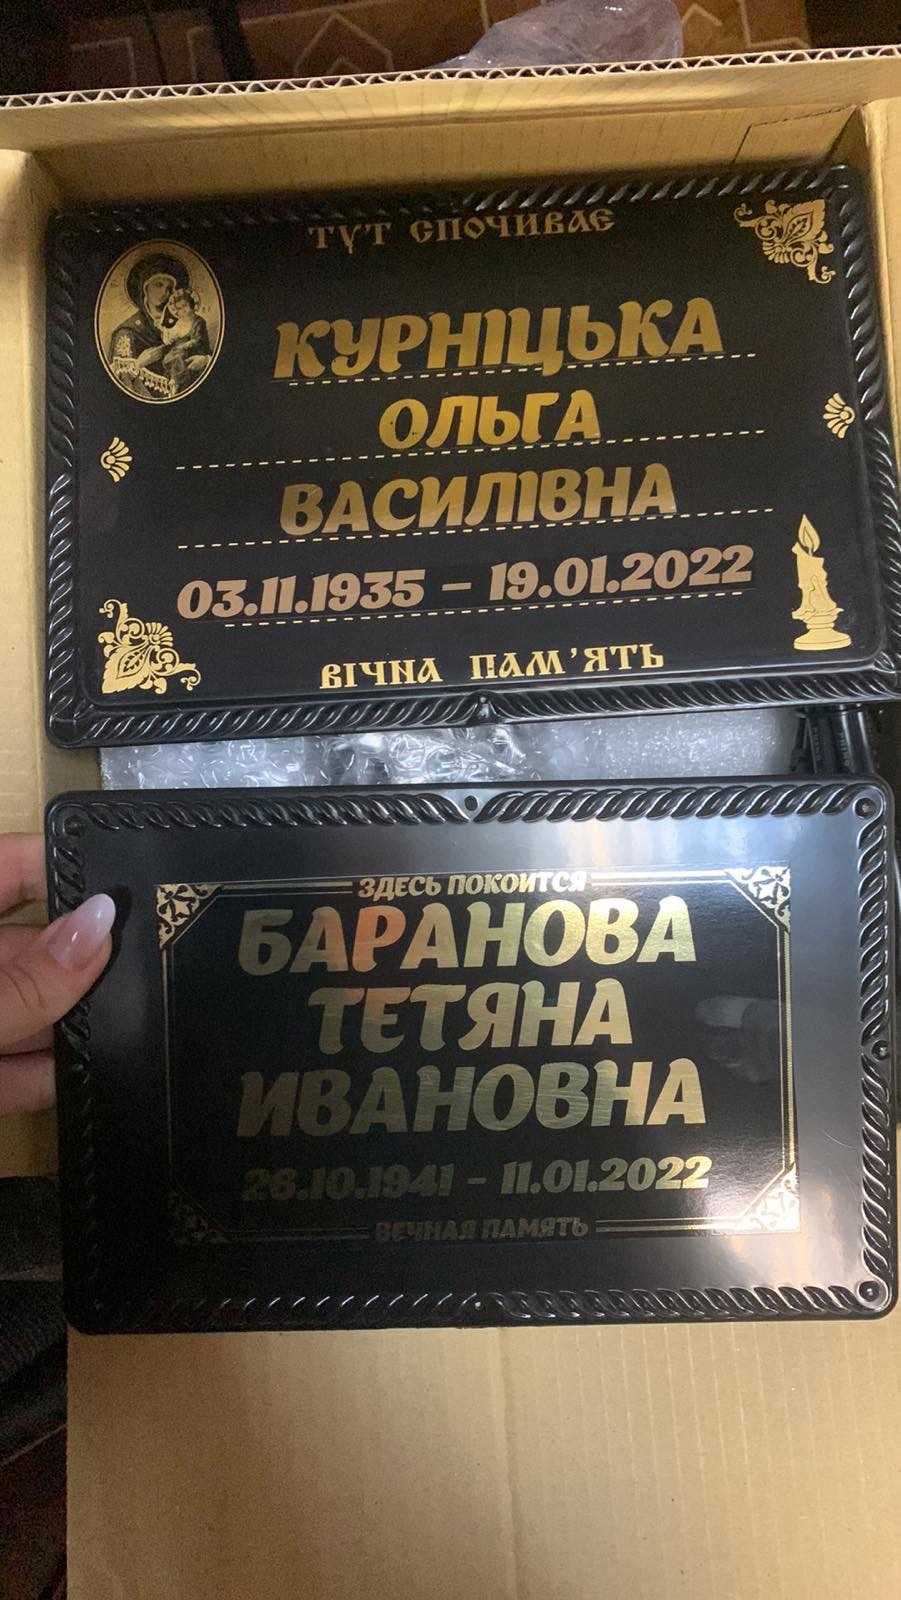 ТУТ СПОЧИВАЄ
КУРНІЦЬКА
ОЛЬГА
ВАСИЛІВНА
03.11.1935 – 19.01.2022
ВІЧНА ПАМ'ЯТЬ
ЗДЕСЬ ПОКОИТСЯ
БАРАНОВА
ТЕТЯНА
ИВАНОВНА
26.10.1941 – 11.01.2022
ВЕЧНАЯ ПАМЯТЬ